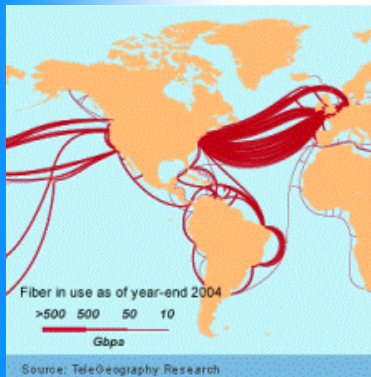 Fiber in use as of year-end 2004
>500 500 50 10
Gbps
Source: TeleGeography Research